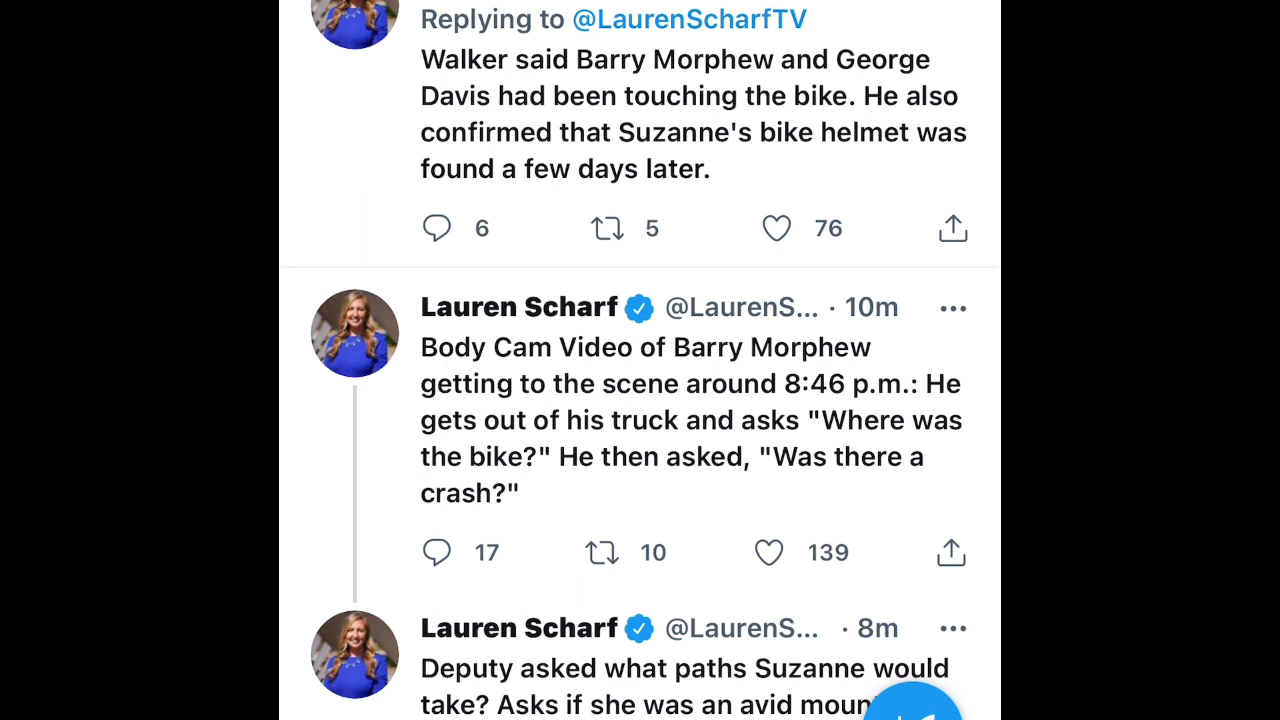 Replying to @LaurenScharfTV
Walker said Barry Morphew and George
Davis had been touching the bike. He also
confirmed that Suzanne's bike helmet was
found a few days later.
6 5 76
Lauren Scharf @LaurenS... · 10m
Body Cam Video of Barry Morphew
getting to the scene around 8:46 p.m.: He
gets out of his truck and asks "Where was
the bike?" He then asked, "Was there a
crash?"
17 10 139
Lauren Scharf @LaurenS... · 8m
Deputy asked what paths Suzanne would
take? Asks if she was an avid